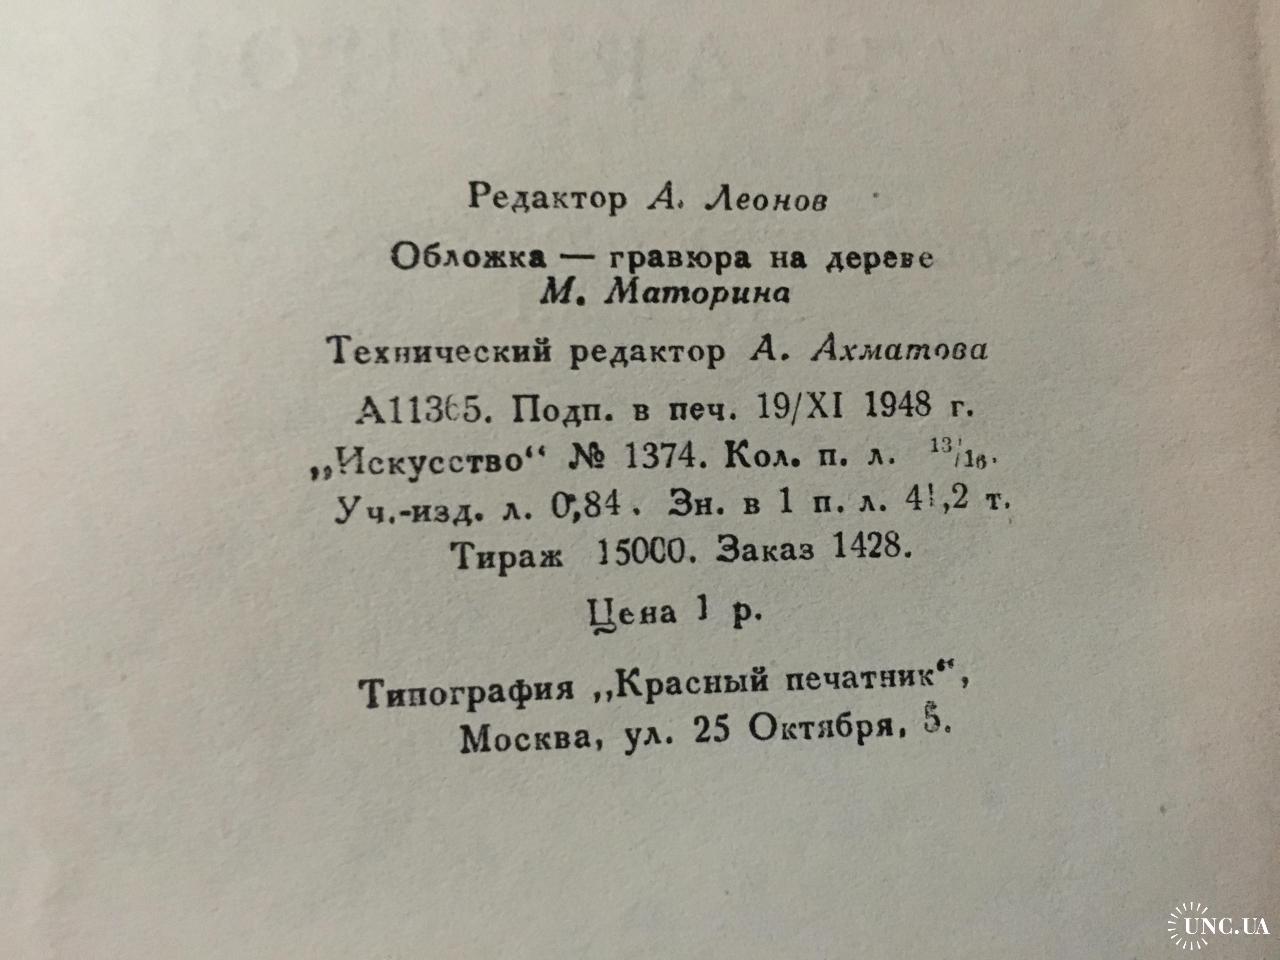 Редактор А. Леонов
Обложка — гравюра на дереве
М. Маторина
Технический редактор А. Ахматова
А11365. Подп. в печ. 19/XI 1948 г.
„Искусство“ № 1374. Кол. п. л. 13/16.
Уч.-изд. л. 0,84. Зн. в 1 п. л. 41,2 т.
Тираж 15000. Заказ 1428.
Цена 1 р.
Типография „Красный печатник“,
Москва, ул. 25 Октября, 5.
UNC.UA